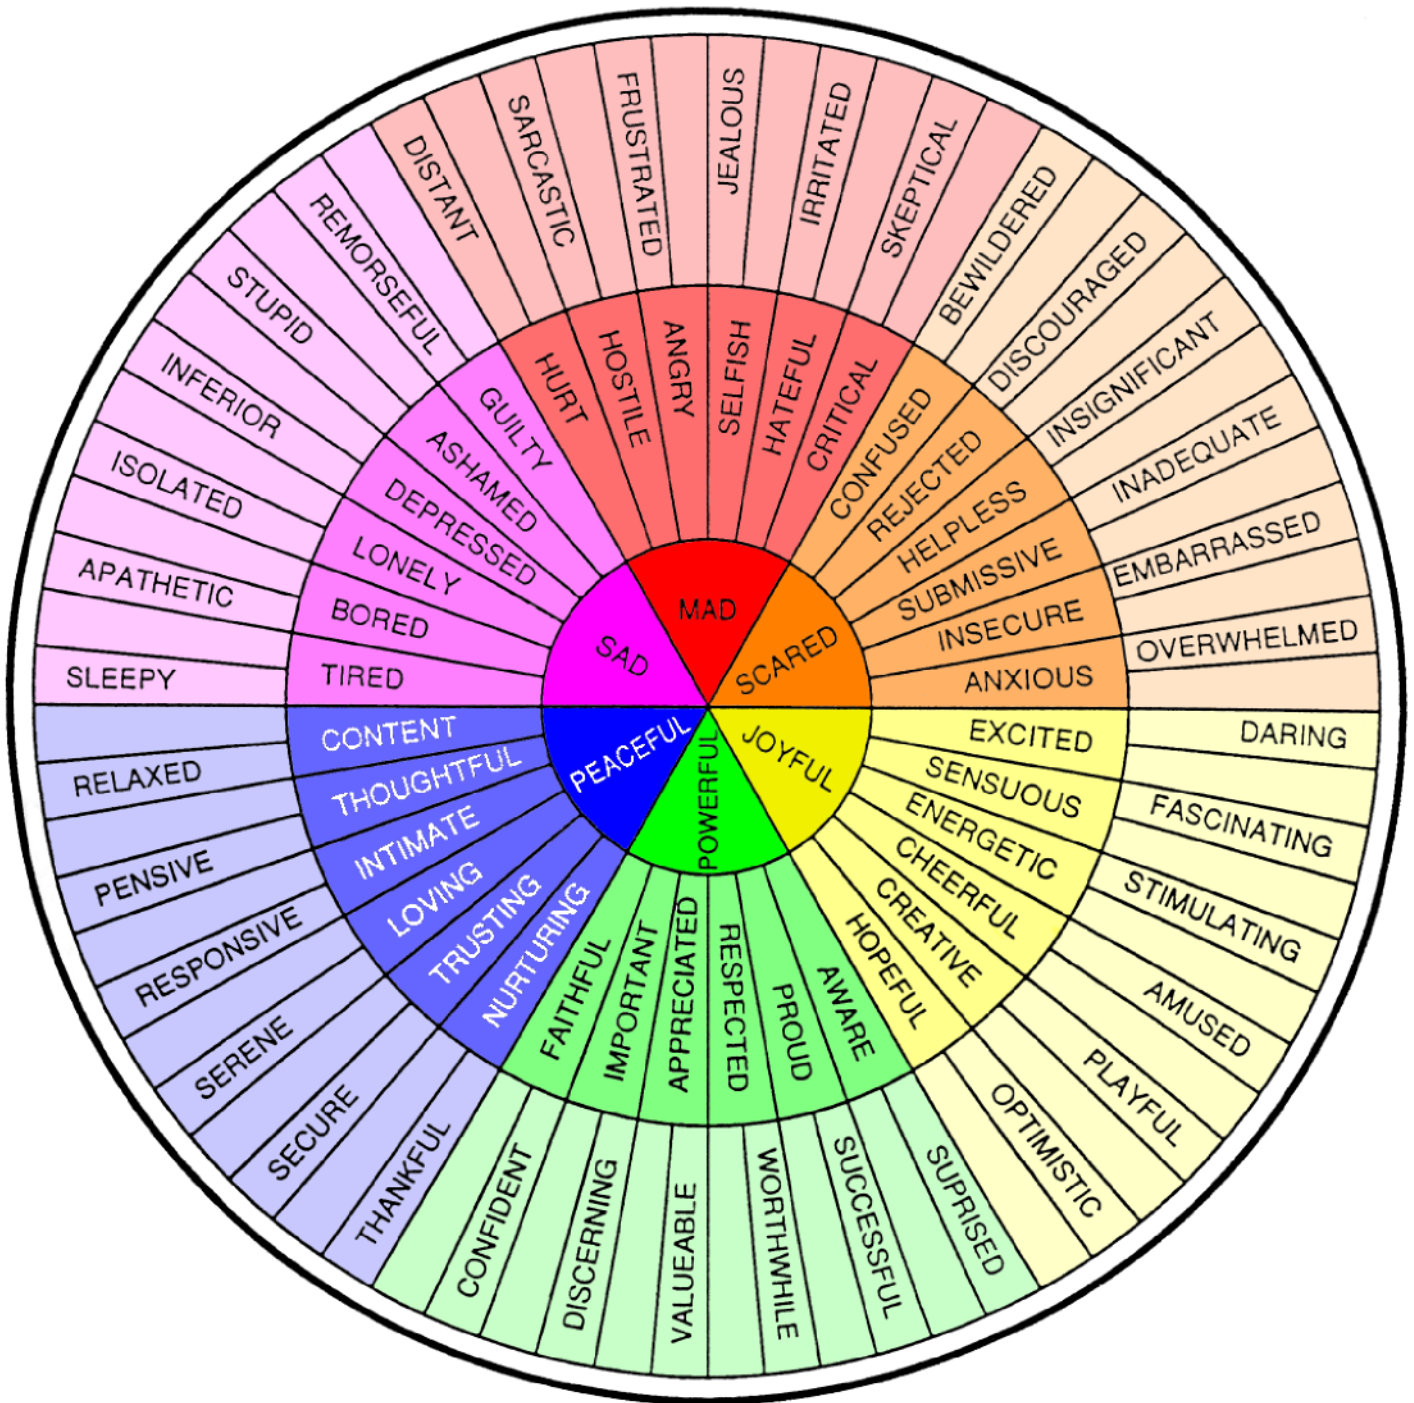 MAD
SCARED
JOYFUL
POWERFUL
PEACEFUL
SAD
HURT
HOSTILE
ANGRY
SELFISH
HATEFUL
CRITICAL
CONFUSED
REJECTED
HELPLESS
SUBMISSIVE
INSECURE
ANXIOUS
EXCITED
SENSUOUS
ENERGETIC
CHEERFUL
CREATIVE
HOPEFUL
AWARE
PROUD
RESPECTED
APPRECIATED
IMPORTANT
FAITHFUL
NURTURING
TRUSTING
LOVING
INTIMATE
THOUGHTFUL
CONTENT
TIRED
BORED
LONELY
DEPRESSED
ASHAMED
GUILTY
DISTANT
SARCASTIC
FRUSTRATED
JEALOUS
IRRITATED
SKEPTICAL
BEWILDERED
DISCOURAGED
INSIGNIFICANT
INADEQUATE
EMBARRASSED
OVERWHELMED
DARING
FASCINATING
STIMULATING
AMUSED
PLAYFUL
OPTIMISTIC
SUPRISED
SUCCESSFUL
WORTHWHILE
VALUEABLE
DISCERNING
CONFIDENT
THANKFUL
SECURE
SERENE
RESPONSIVE
PENSIVE
RELAXED
SLEEPY
APATHETIC
ISOLATED
INFERIOR
STUPID
REMORSEFUL